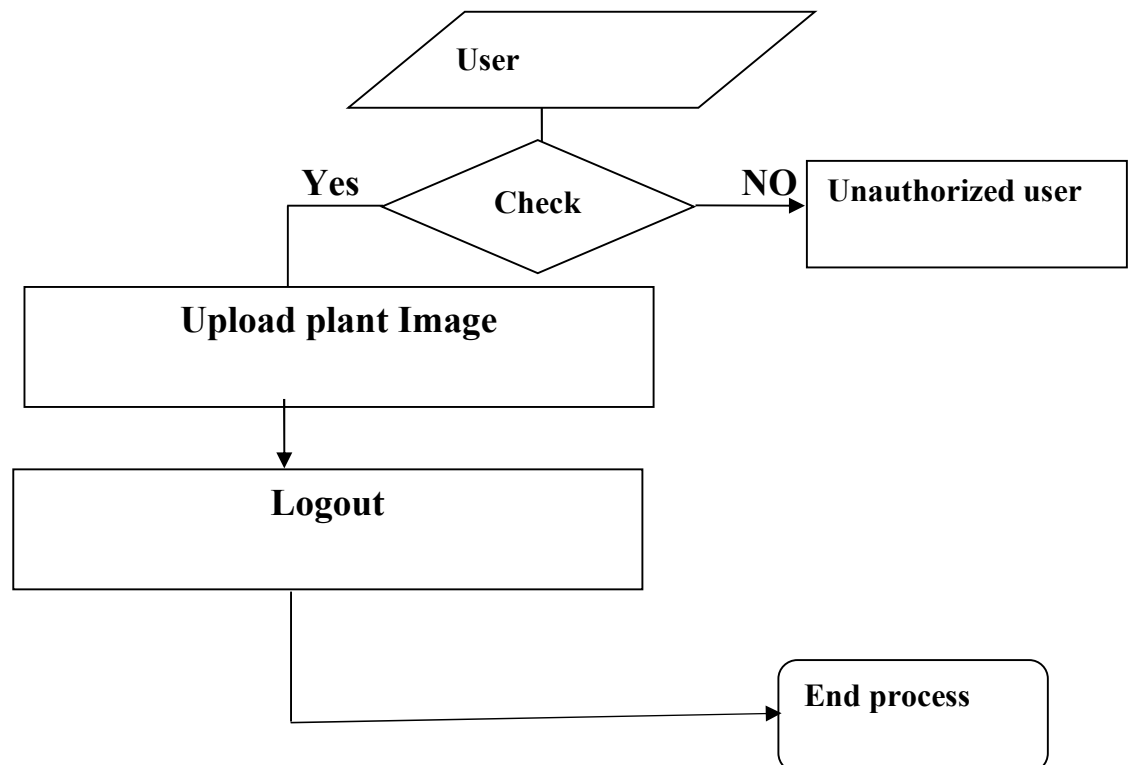 User
Check
Yes
NO
Unauthorized user
Upload plant Image
Logout
End process